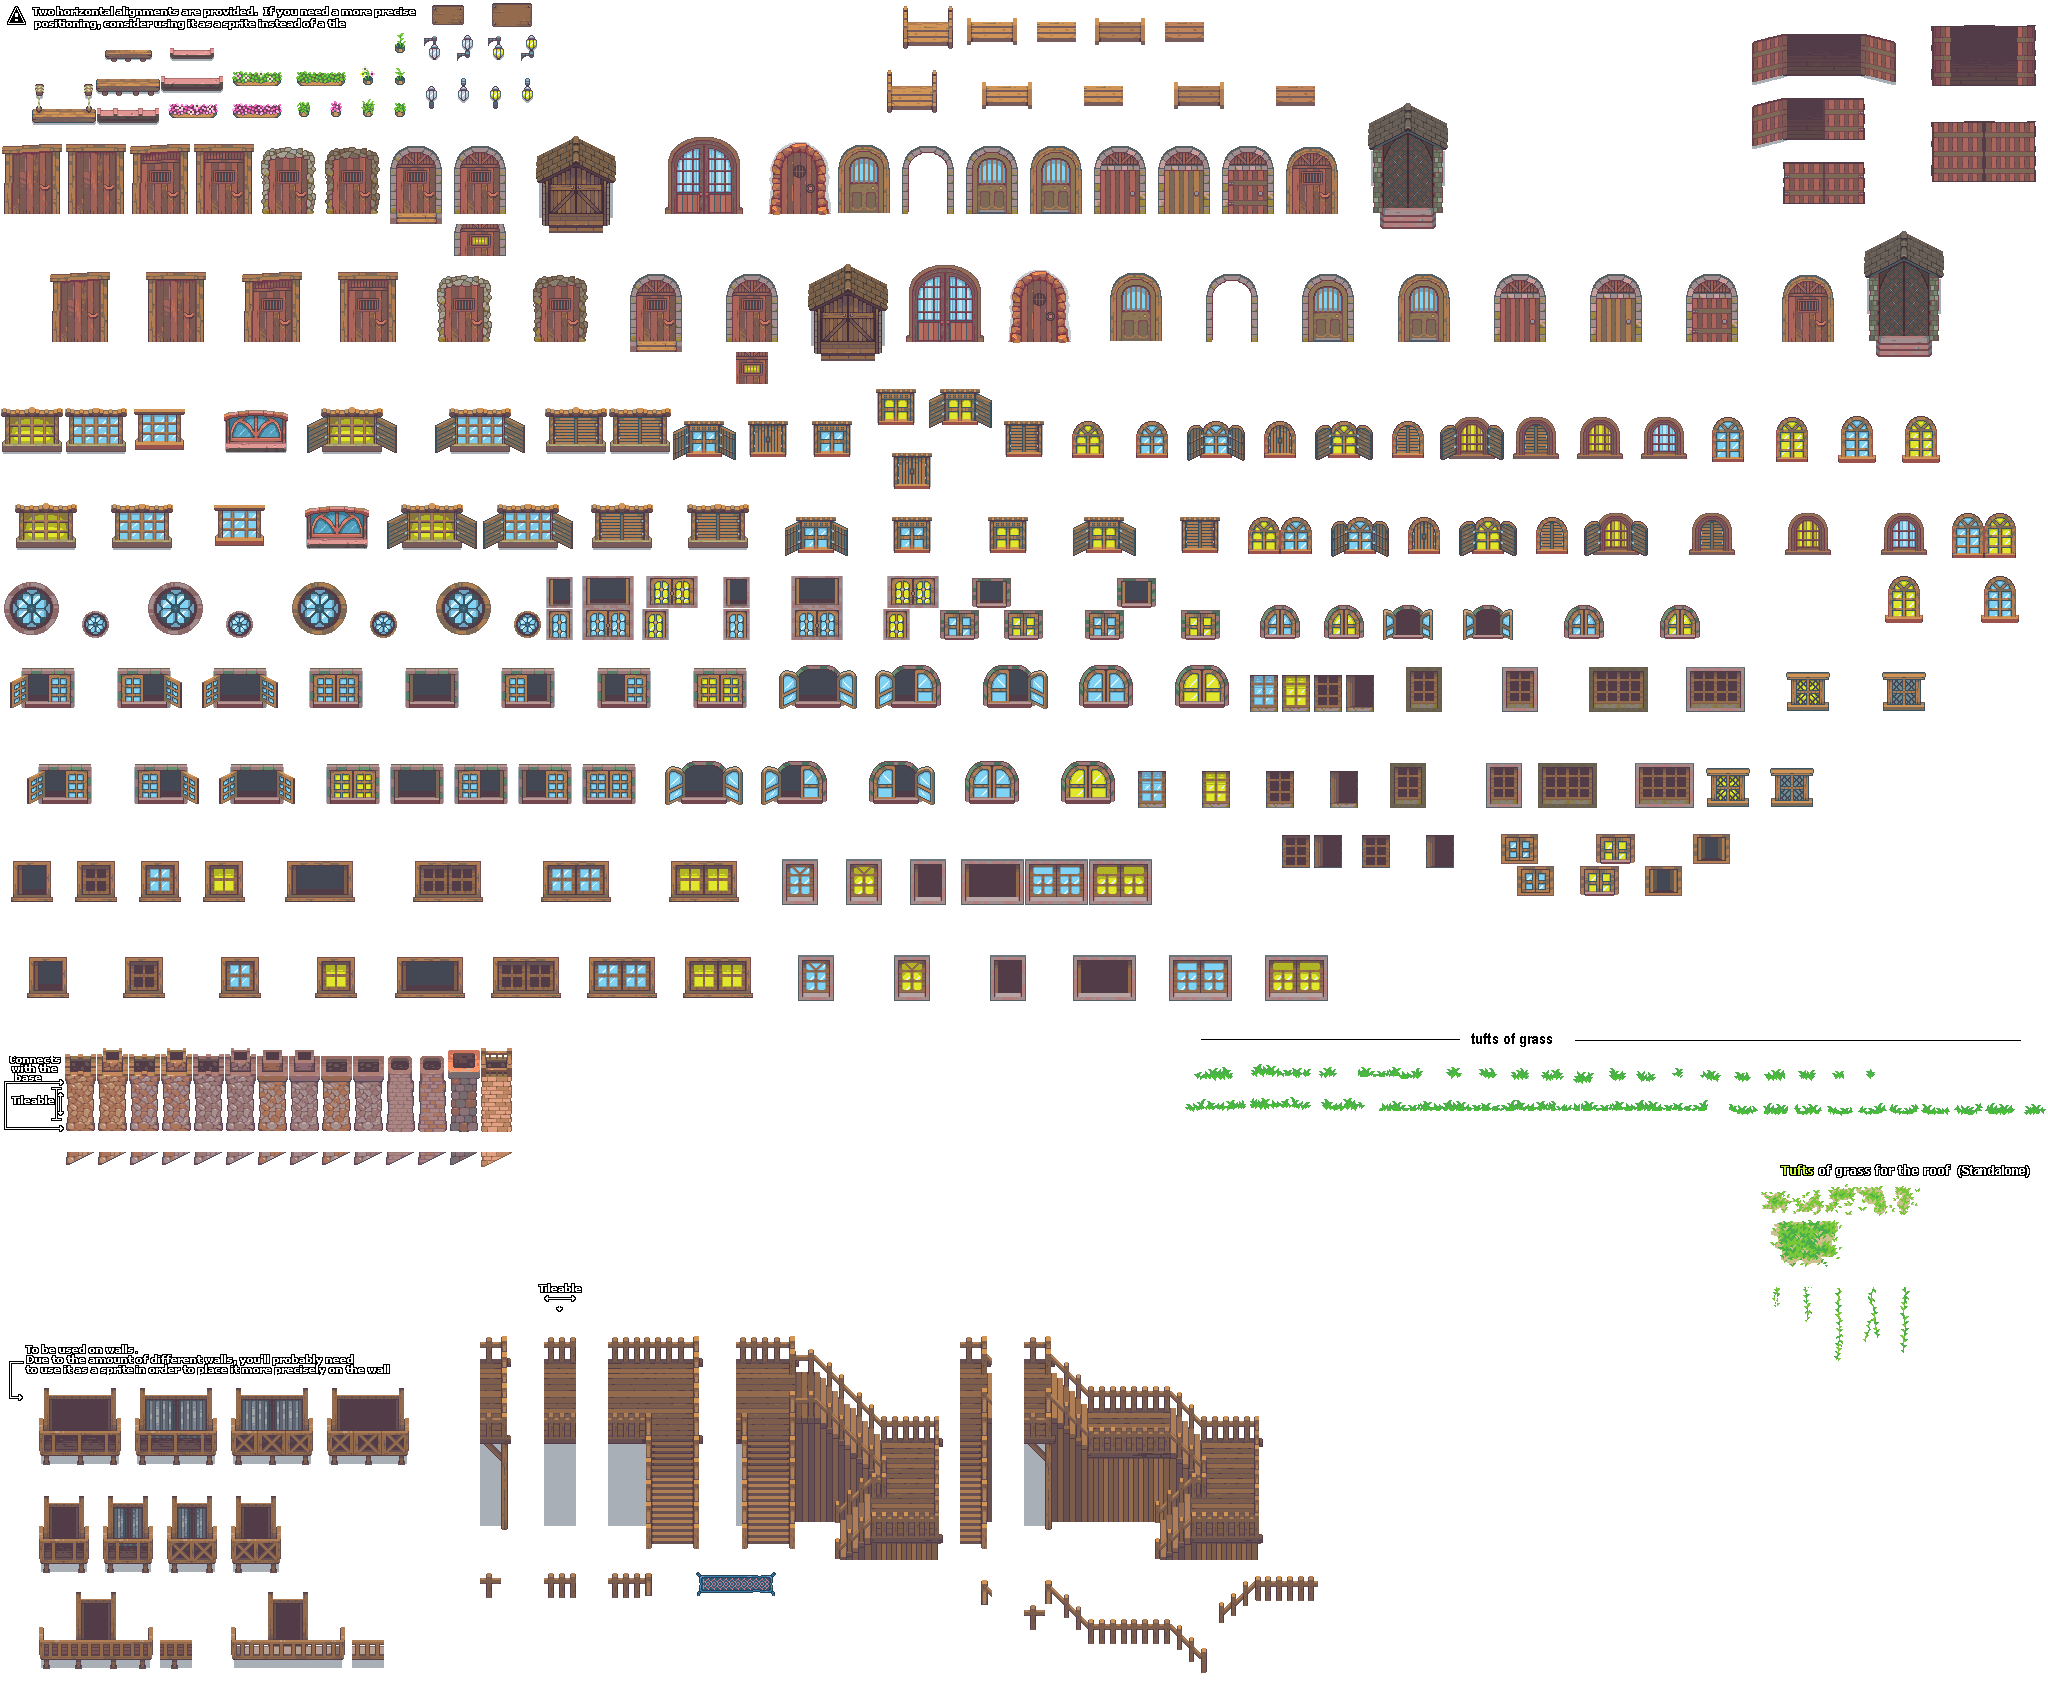 Two horizontal alignments are provided. If you need a more precise
positioning, consider using it as a sprite instead of a tile
tufts of grass
Connects
with the
base
Tileable
Tufts of grass for the roof (Standalone)
Tileable
To be used on walls.
Due to the amount of different walls, you'll probably need
to use it as a sprite in order to place it more precisely on the wall